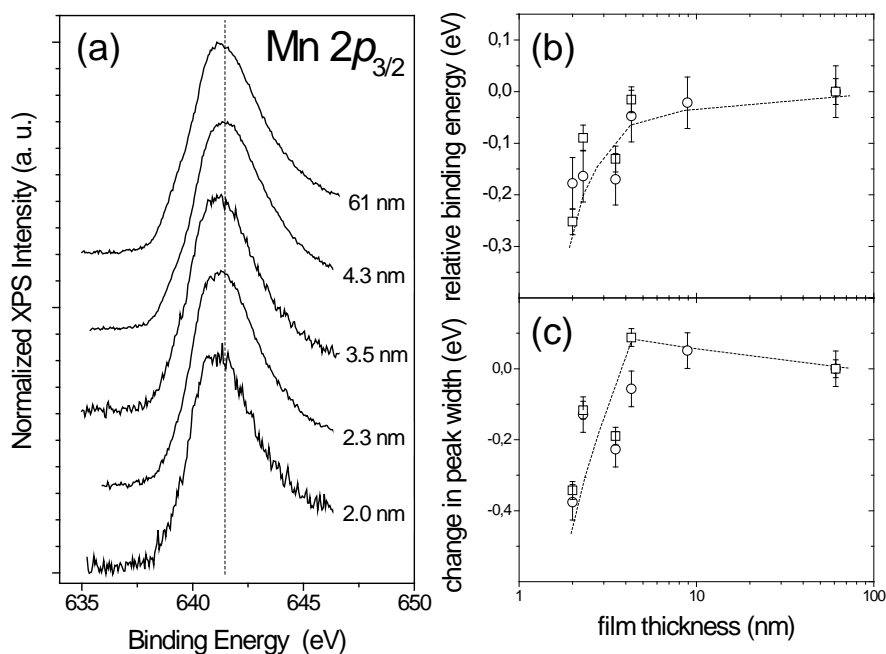 (a)
Mn 2p3/2
61 nm
4.3 nm
3.5 nm
2.3 nm
2.0 nm
Normalized XPS Intensity (a. u.)
635
640
645
650
Binding Energy (eV)
(b)
0,1
0,0
-0,1
-0,2
-0,3
relative binding energy (eV)
(c)
0,0
-0,2
-0,4
change in peak width (eV)
1
10
100
film thickness (nm)